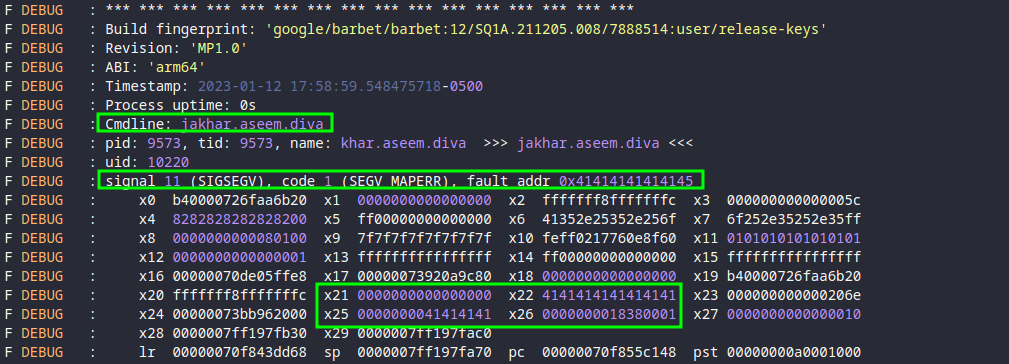 F DEBUG : *** *** *** *** *** *** *** *** *** *** *** *** *** *** *** ***
F DEBUG : Build fingerprint: 'google/barbet/barbet:12/SQ1A.211205.008/7888514:user/release-keys'
F DEBUG : Revision: 'MP1.0'
F DEBUG : ABI: 'arm64'
F DEBUG : Timestamp: 2023-01-12 17:58:59.548475718-0500
F DEBUG : Process uptime: 0s
F DEBUG : Cmdline: jakhar.aseem.diva
F DEBUG : pid: 9573, tid: 9573, name: khar.aseem.diva >>> jakhar.aseem.diva <<<
F DEBUG : uid: 10220
F DEBUG : signal 11 (SIGSEGV), code 1 (SEGV_MAPERR), fault addr 0x41414141414145
F DEBUG : x0 b40000726faa6b20 x1 0000000000000000 x2 fffffff8fffffffc x3 000000000000005c
F DEBUG : x4 8282828282828200 x5 ff00000000000000 x6 41352e25352e256f x7 6f252e35252e35ff
F DEBUG : x8 0000000000080100 x9 7f7f7f7f7f7f7f7f x10 feff0217760e8f60 x11 0101010101010101
F DEBUG : x12 0000000000000001 x13 ffffffffffffffff x14 ff00000000000000 x15 ffffffffffffffff
F DEBUG : x16 00000070de05ffe8 x17 00000073920a9c80 x18 0000000000000000 x19 b40000726faa6b20
F DEBUG : x20 fffffff8fffffffc x21 0000000000000000 x22 4141414141414141 x23 000000000000206e
F DEBUG : x24 00000073bb962000 x25 0000000041414141 x26 0000000018380001 x27 0000000000000010
F DEBUG : x28 0000007ff197fb30 x29 0000007ff197fac0
F DEBUG : lr 00000070f843dd68 sp 0000007ff197fa70 pc 00000070f855c148 pst 00000000a0001000